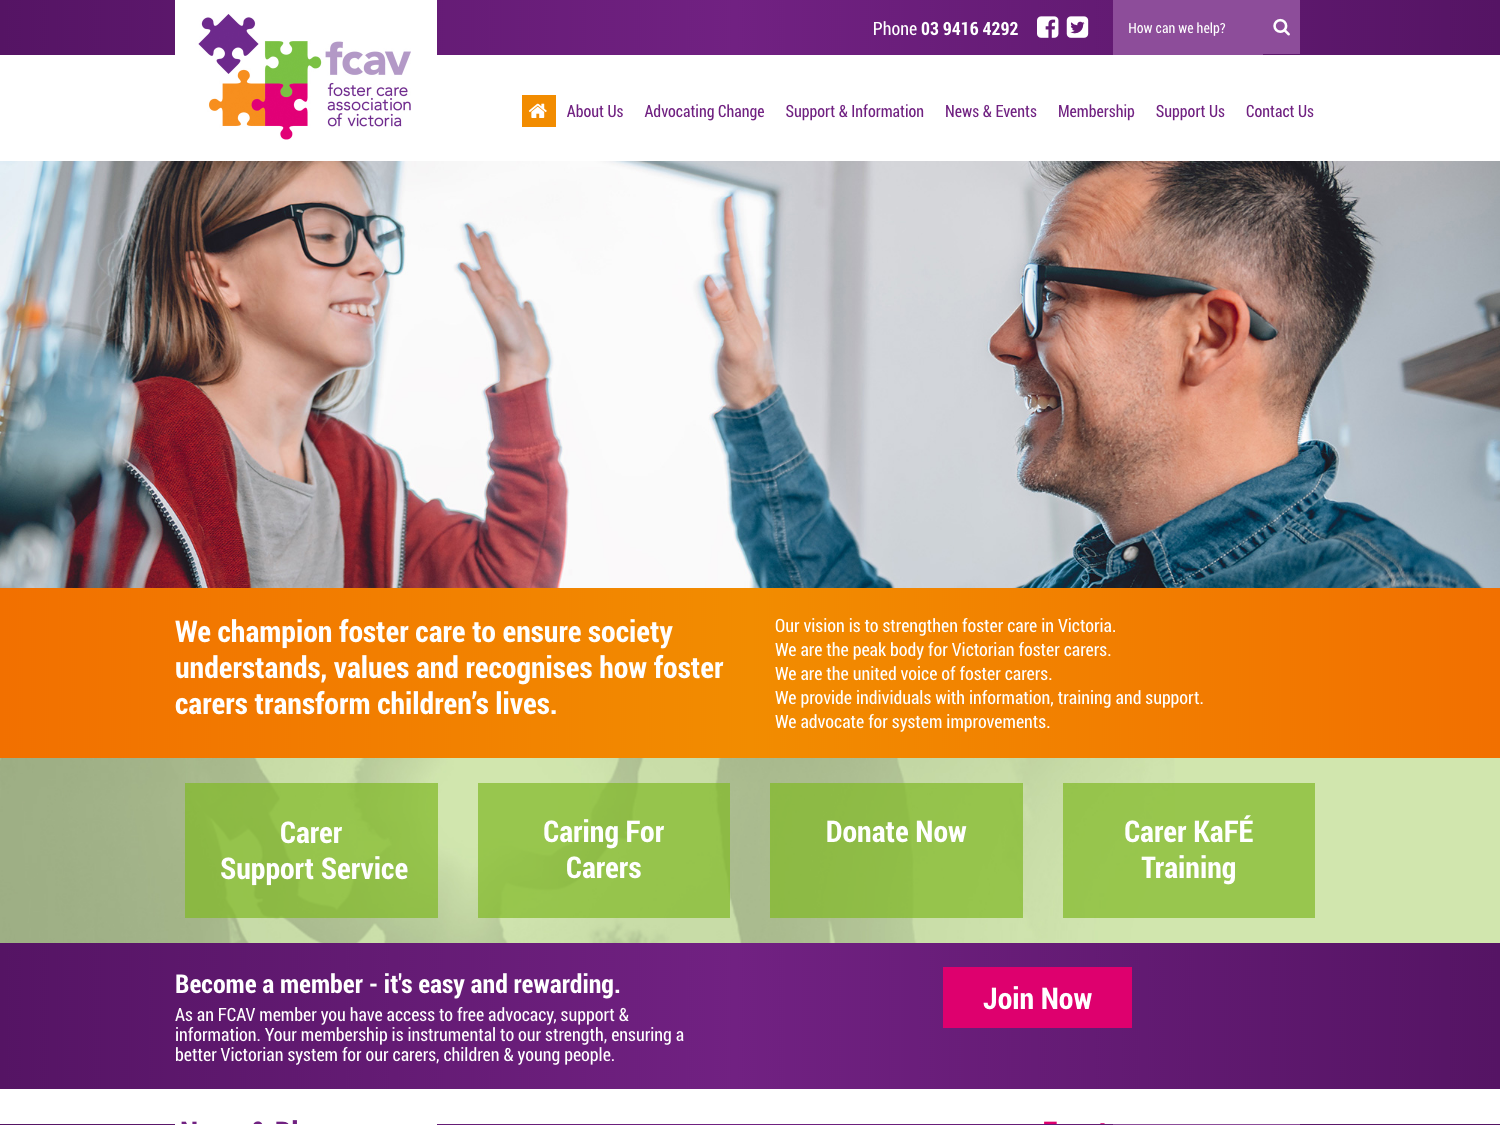 Phone 03 9416 4292
How can we help?
fcav
foster care
association
of victoria
About Us
Advocating Change
Support & Information
News & Events
Membership
Support Us
Contact Us
We champion foster care to ensure society
understands, values and recognises how foster
carers transform children’s lives.
Our vision is to strengthen foster care in Victoria.
We are the peak body for Victorian foster carers.
We are the united voice of foster carers.
We provide individuals with information, training and support.
We advocate for system improvements.
Carer
Support Service
Caring For
Carers
Donate Now
Carer KaFÉ
Training
Become a member - it's easy and rewarding.
As an FCAV member you have access to free advocacy, support &
information. Your membership is instrumental to our strength, ensuring a
better Victorian system for our carers, children & young people.
Join Now